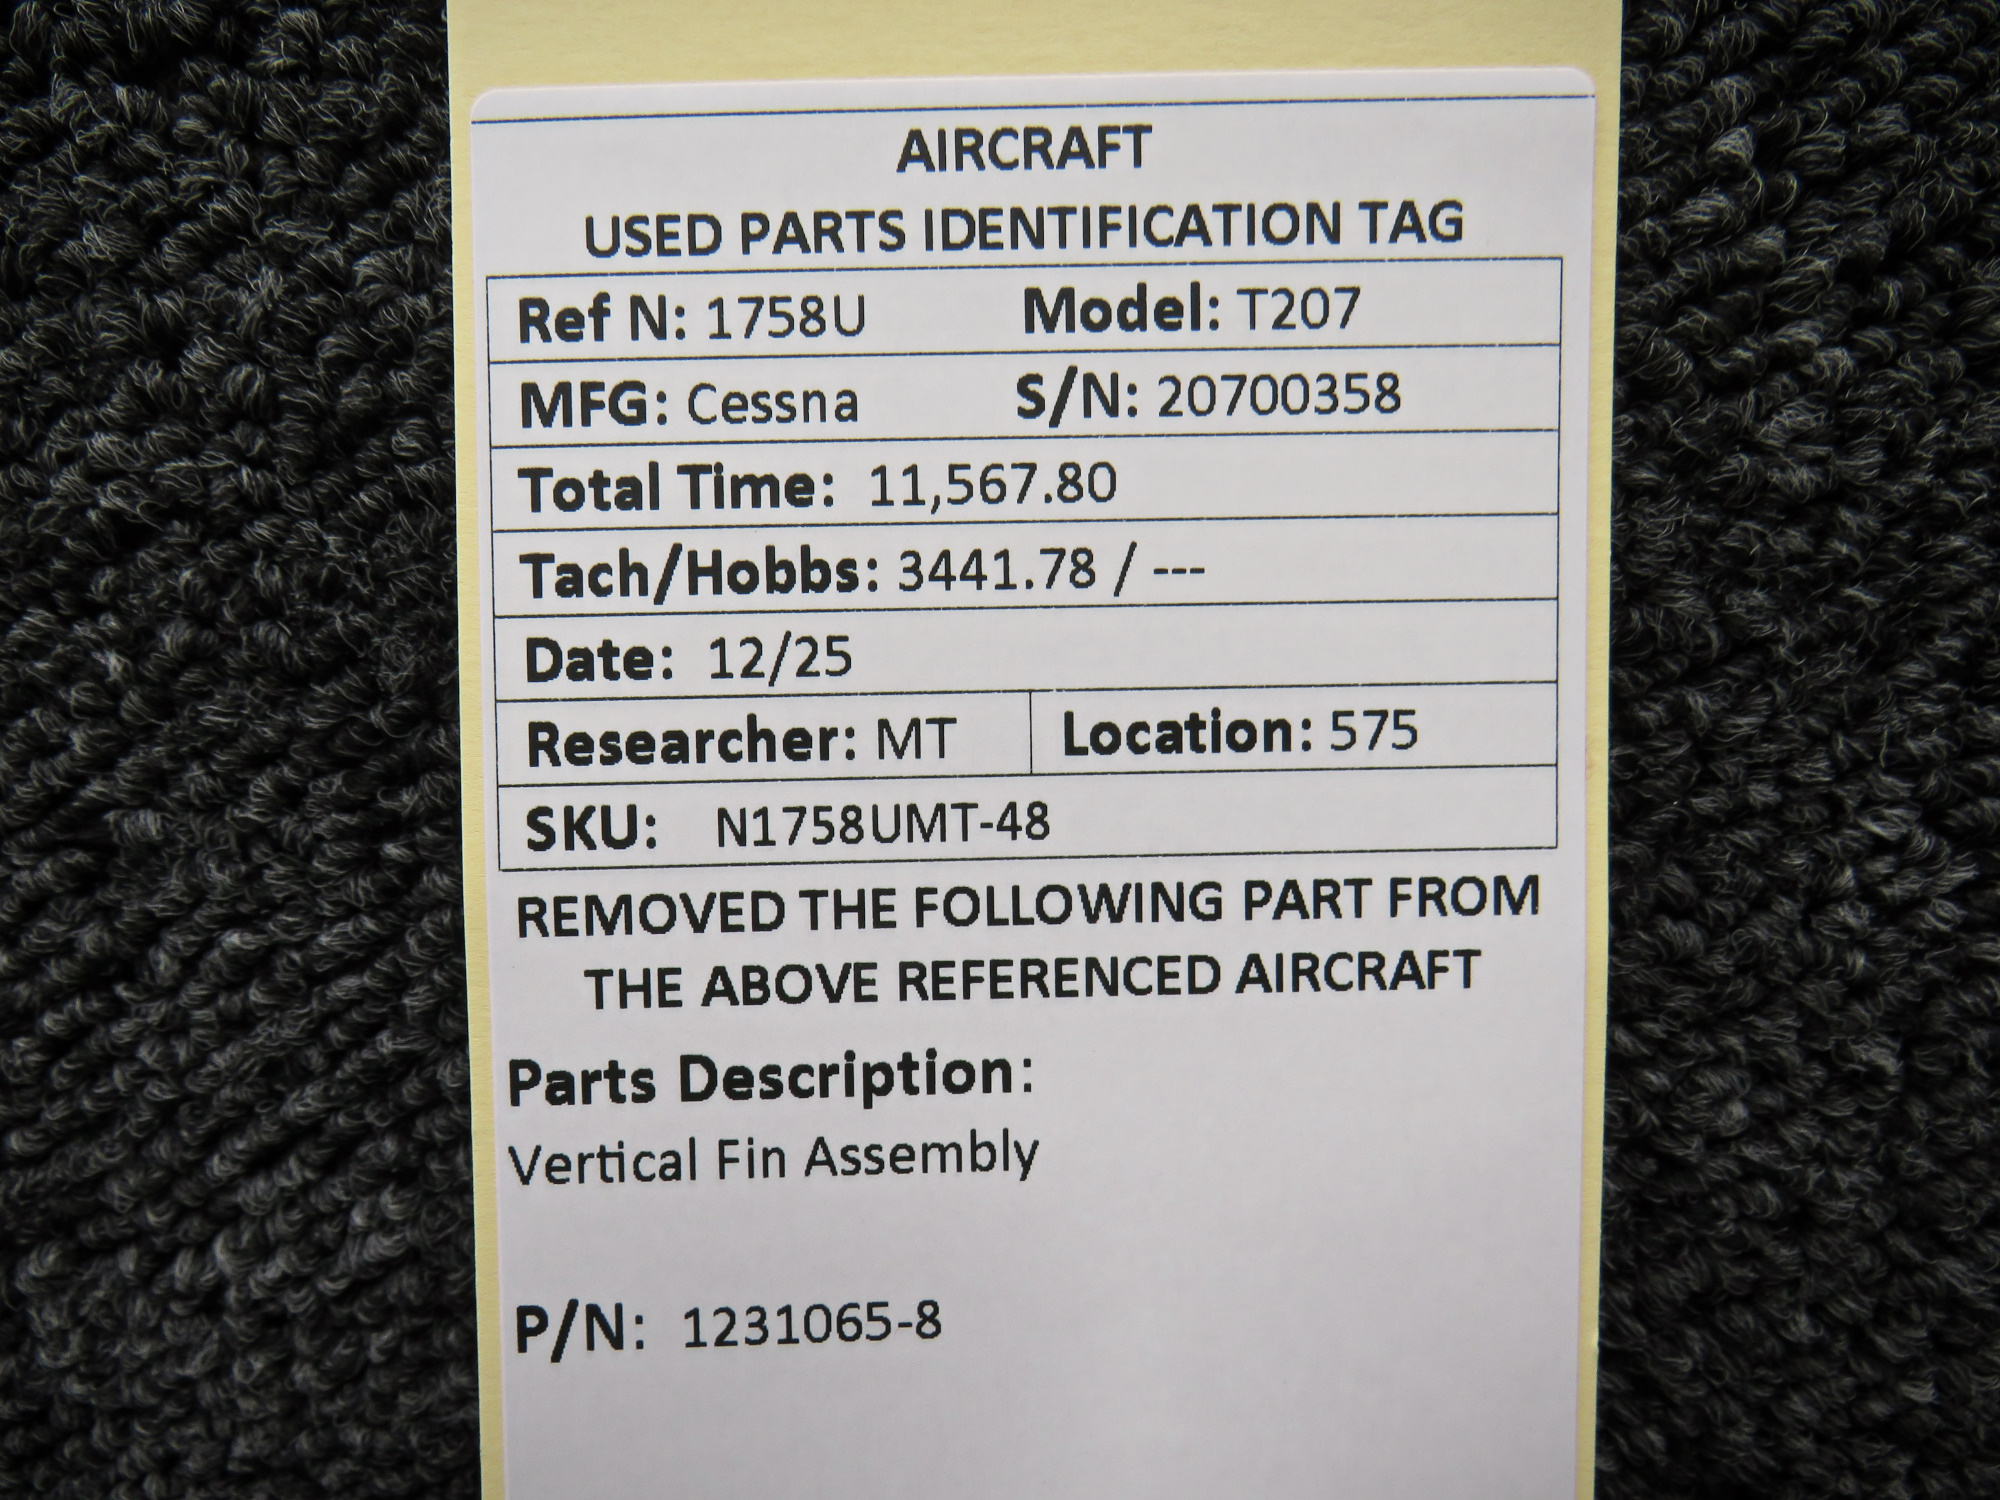 AIRCRAFT
USED PARTS IDENTIFICATION TAG
Ref N: 1758U Model: T207
MFG: Cessna S/N: 20700358
Total Time: 11,567.80
Tach/Hobbs: 3441.78 / ---
Date: 12/25
Researcher: MT Location: 575
SKU: N1758UMT-48
REMOVED THE FOLLOWING PART FROM
THE ABOVE REFERENCED AIRCRAFT
Parts Description:
Vertical Fin Assembly
P/N: 1231065-8